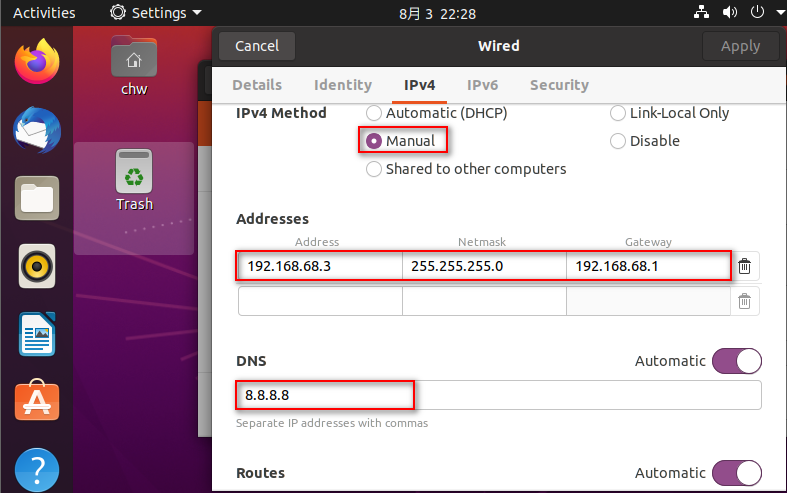 Activities Settings 8月 3 22:28
chw
Trash
Cancel Wired Apply
Details Identity IPv4 IPv6 Security
IPv4 Method Automatic (DHCP) Link-Local Only
Manual Disable
Shared to other computers
Addresses
Address Netmask Gateway
192.168.68.3 255.255.255.0 192.168.68.1
DNS Automatic
8.8.8.8
Separate IP addresses with commas
Routes Automatic